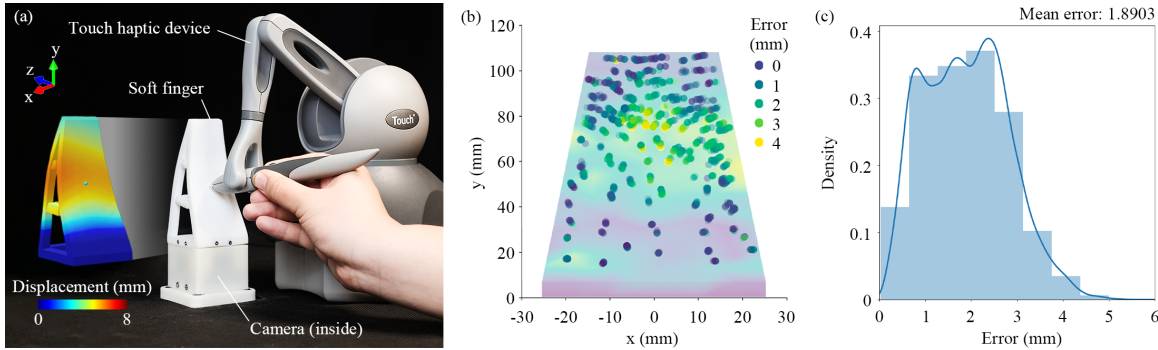 (a)
Touch haptic device
y
z
x
Soft finger
Touch™
Displacement (mm)
0 8
Camera (inside)
(b)
Error
(mm)
0
1
2
3
4
y (mm)
120
100
80
60
40
20
0
-30 -20 -10 0 10 20 30
x (mm)
(c)
Mean error: 1.8903
Density
0.4
0.3
0.2
0.1
0
0 1 2 3 4 5 6
Error (mm)